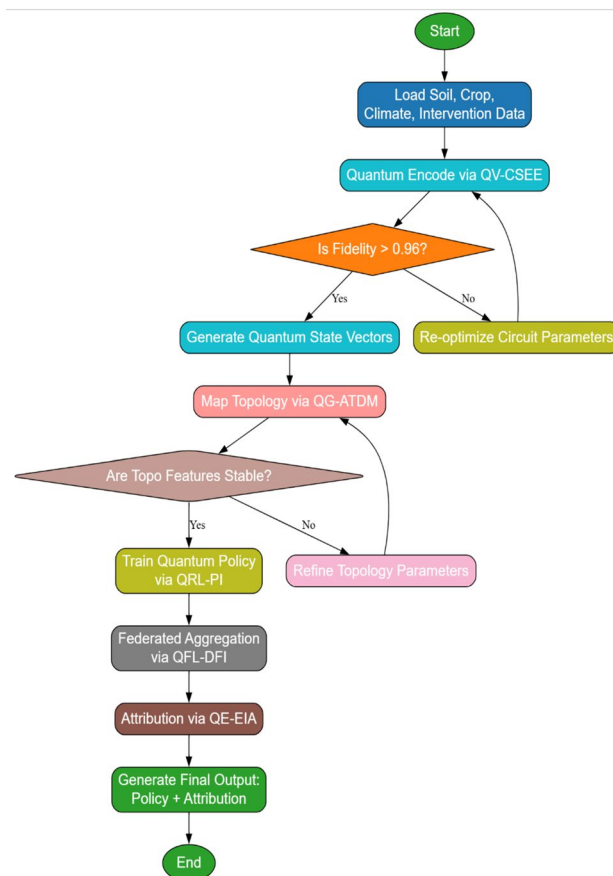 Start
Load Soil, Crop,
Climate, Intervention Data
Quantum Encode via QV-CSEE
Is Fidelity > 0.96?
Yes
No
Generate Quantum State Vectors
Re-optimize Circuit Parameters
Map Topology via QG-ATDM
Are Topo Features Stable?
Yes
No
Train Quantum Policy
via QRL-PI
Refine Topology Parameters
Federated Aggregation
via QFL-DFI
Attribution via QE-EIA
Generate Final Output:
Policy + Attribution
End